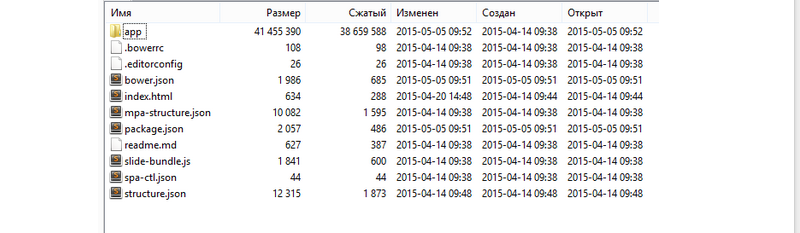 Имя Размер Сжатый Изменен Создан Открыт
app 41 455 390 38 659 588 2015-05-05 09:52 2015-04-14 09:38 2015-05-05 09:52
.bowerrc 108 98 2015-04-14 09:38 2015-04-14 09:38 2015-04-14 09:38
.editorconfig 26 26 2015-04-14 09:38 2015-04-14 09:38 2015-04-14 09:38
bower.json 1 986 685 2015-05-05 09:51 2015-05-05 09:51 2015-05-05 09:51
index.html 634 288 2015-04-20 14:48 2015-04-14 09:44 2015-04-14 09:44
mpa-structure.json 10 082 1 595 2015-04-14 09:38 2015-04-14 09:38 2015-04-14 09:38
package.json 2 057 486 2015-05-05 09:51 2015-05-05 09:51 2015-05-05 09:51
readme.md 627 387 2015-04-14 09:38 2015-04-14 09:38 2015-04-14 09:38
slide-bundle.js 1 841 600 2015-04-14 09:38 2015-04-14 09:38 2015-04-14 09:38
spa-ctl.json 44 44 2015-04-14 09:38 2015-04-14 09:38 2015-04-14 09:38
structure.json 12 315 1 873 2015-04-14 09:48 2015-04-14 09:48 2015-04-14 09:48